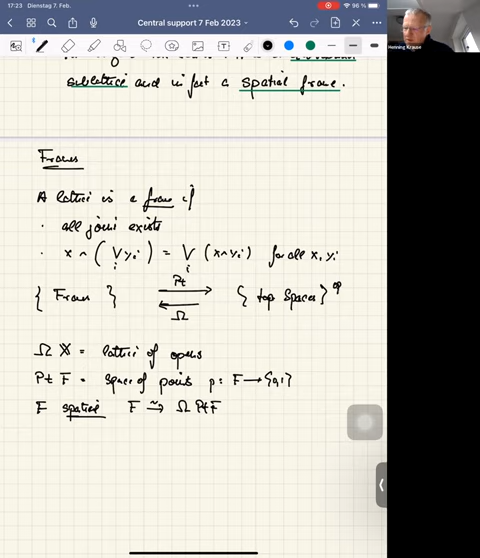 17:23 Dienstag 7. Feb.
96 %
Central support 7 Feb 2023
Henning Krause
sublattice and in fact a spatial frame.
Frames
A lattice is a frame if
· all joins exists
· x ∧ (⋁ yᵢ) = ⋁ (x ∧ yᵢ) for all x, yᵢ
i i
Pt
{ Frames } ⇄ { top Spaces }ᵒᵖ
Ω
Ω X = lattice of opens
Pt F = space of points p: F → {0,1}
F spatial F ⥲ Ω Pt F